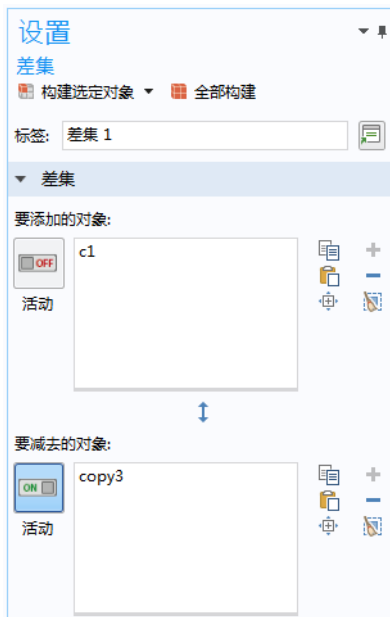 设置
差集
构建选定对象 全部构建
标签: 差集 1
差集
要添加的对象:
c1
OFF
活动
要减去的对象:
copy3
ON
活动